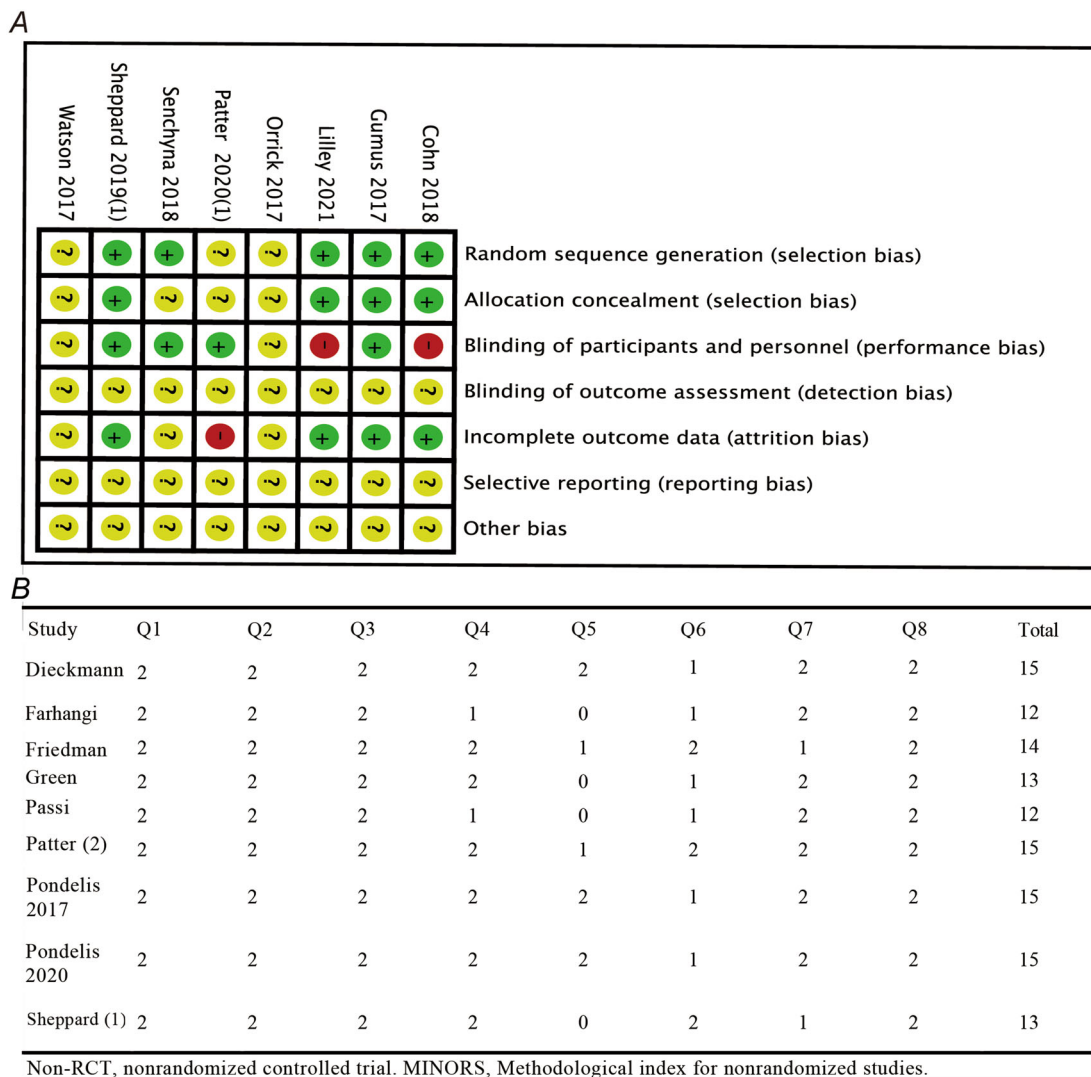 A
Watson 2017
Sheppard 2019(1)
Senchyna 2018
Patter 2020(1)
Orrick 2017
Lilley 2021
Gumus 2017
Cohn 2018
? + + ? ? + + + Random sequence generation (selection bias)
? + ? ? ? + + + Allocation concealment (selection bias)
? + + + ? - + - Blinding of participants and personnel (performance bias)
? ? ? ? ? ? ? ? Blinding of outcome assessment (detection bias)
? + ? - ? + + + Incomplete outcome data (attrition bias)
? ? ? ? ? ? ? ? Selective reporting (reporting bias)
? ? ? ? ? ? ? ? Other bias
B
Study Q1 Q2 Q3 Q4 Q5 Q6 Q7 Q8 Total
Dieckmann 2 2 2 2 2 1 2 2 15
Farhangi 2 2 2 1 0 1 2 2 12
Friedman 2 2 2 2 1 2 1 2 14
Green 2 2 2 2 0 1 2 2 13
Passi 2 2 2 1 0 1 2 2 12
Patter (2) 2 2 2 2 1 2 2 2 15
Pondelis
2017 2 2 2 2 2 1 2 2 15
Pondelis
2020 2 2 2 2 2 1 2 2 15
Sheppard (1) 2 2 2 2 0 2 1 2 13
Non-RCT, nonrandomized controlled trial. MINORS, Methodological index for nonrandomized studies.